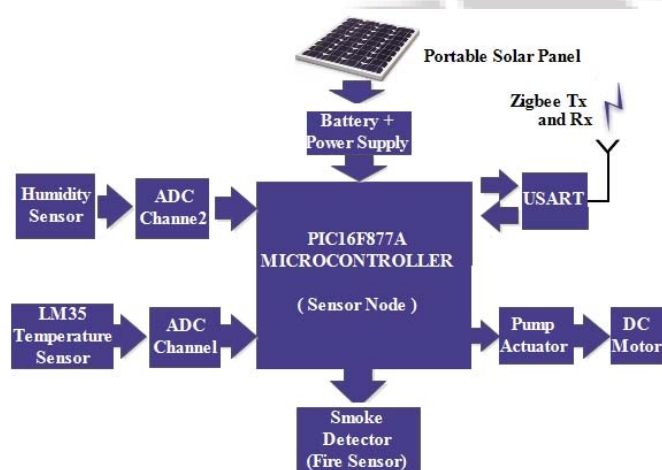 Portable Solar Panel
Zigbee Tx
and Rx
Battery +
Power Supply
Humidity
Sensor
ADC
Channe2
USART
PIC16F877A
MICROCONTROLLER
( Sensor Node )
LM35
Temperature
Sensor
ADC
Channel
Pump
Actuator
DC
Motor
Smoke
Detector
(Fire Sensor)